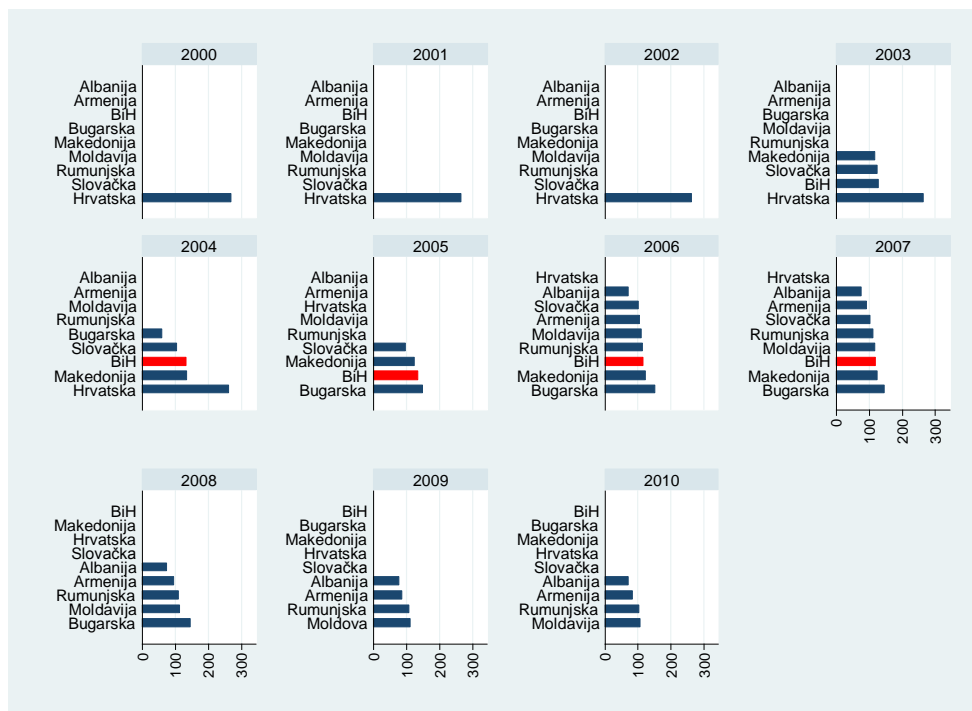 2000
Albanija
Armenija
BiH
Bugarska
Makedonija
Moldavija
Rumunjska
Slovačka
Hrvatska
2001
Albanija
Armenija
BiH
Bugarska
Makedonija
Moldavija
Rumunjska
Slovačka
Hrvatska
2002
Albanija
Armenija
BiH
Bugarska
Makedonija
Moldavija
Rumunjska
Slovačka
Hrvatska
2003
Albanija
Armenija
Bugarska
Moldavija
Rumunjska
Makedonija
Slovačka
BiH
Hrvatska
2004
Albanija
Armenija
Moldavija
Rumunjska
Bugarska
Slovačka
BiH
Makedonija
Hrvatska
2005
Albanija
Armenija
Hrvatska
Moldavija
Rumunjska
Slovačka
Makedonija
BiH
Bugarska
2006
Hrvatska
Albanija
Slovačka
Armenija
Moldavija
Rumunjska
BiH
Makedonija
Bugarska
2007
Hrvatska
Albanija
Armenija
Slovačka
Rumunjska
Moldavija
BiH
Makedonija
Bugarska
0 100 200 300
2008
BiH
Makedonija
Hrvatska
Slovačka
Albanija
Armenija
Rumunjska
Moldavija
Bugarska
0 100 200 300
2009
BiH
Bugarska
Makedonija
Hrvatska
Slovačka
Albanija
Armenija
Rumunjska
Moldova
0 100 200 300
2010
BiH
Bugarska
Makedonija
Hrvatska
Slovačka
Albanija
Armenija
Rumunjska
Moldavija
0 100 200 300